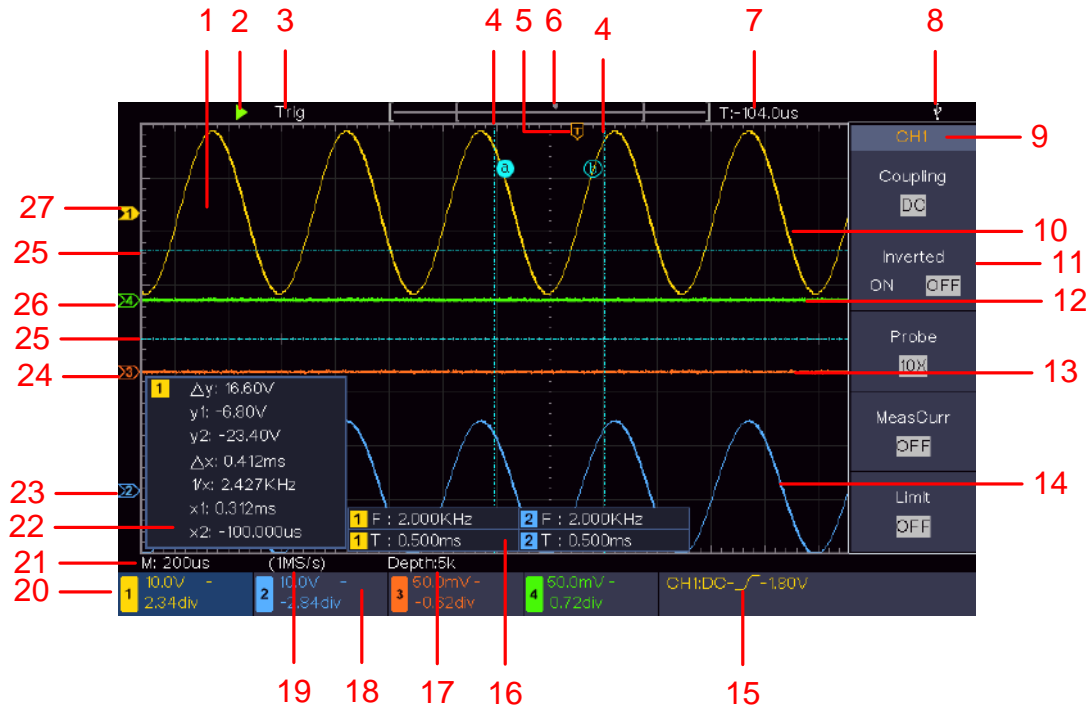 1 2 3 4 5 6 4 7 8
Trig T:-104.0us
T
CH1 9
a b
Coupling
DC
27 1
25 10
Inverted 11
ON OFF
26 4 12
25
Probe
10X
24 3 13
1 △y: 16.60V
y1: -6.80V
y2: -23.40V
△x: 0.412ms
1/x: 2.427KHz
x1: 0.312ms
x2: -100.000us
MeasCurr
OFF
23 2 14
22
Limit
OFF
1 F : 2.000KHz 2 F : 2.000KHz
1 T : 0.500ms 2 T : 0.500ms
21 M: 200us (1MS/s) Depth:5k
20 1 10.0V - 2.34div
2 10.0V - -2.84div
3 50.0mV - -0.82div
4 50.0mV - 0.72div
CH1:DC- -1.80V
19 18 17 16 15